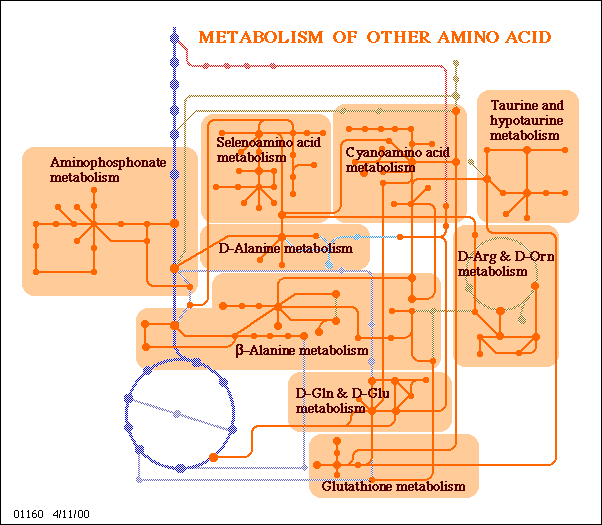 METABOLISM OF OTHER AMINO ACID
Taurine and
hypotaurine
metabolism
Selenoamino acid
metabolism
Cyanoamino acid
metabolism
Aminophosphonate
metabolism
D-Alanine metabolism
D-Arg & D-Orn
metabolism
β-Alanine metabolism
D-Gln & D-Glu
metabolism
Glutathione metabolism
01160 4/11/00